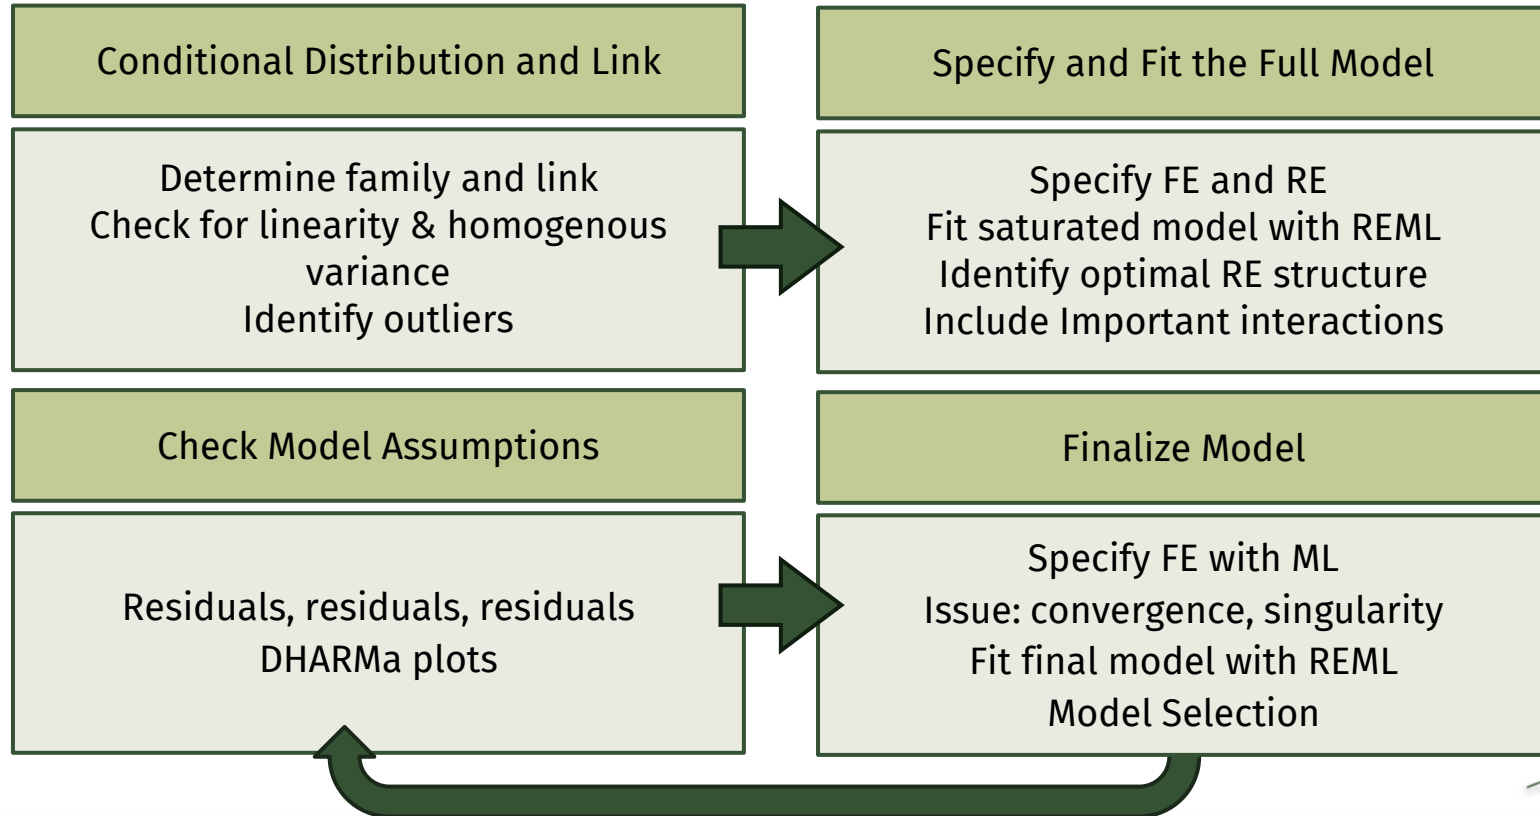 Conditional Distribution and Link
Determine family and link
Check for linearity & homogenous
variance
Identify outliers
Specify and Fit the Full Model
Specify FE and RE
Fit saturated model with REML
Identify optimal RE structure
Include Important interactions
Check Model Assumptions
Residuals, residuals, residuals
DHARMa plots
Finalize Model
Specify FE with ML
Issue: convergence, singularity
Fit final model with REML
Model Selection